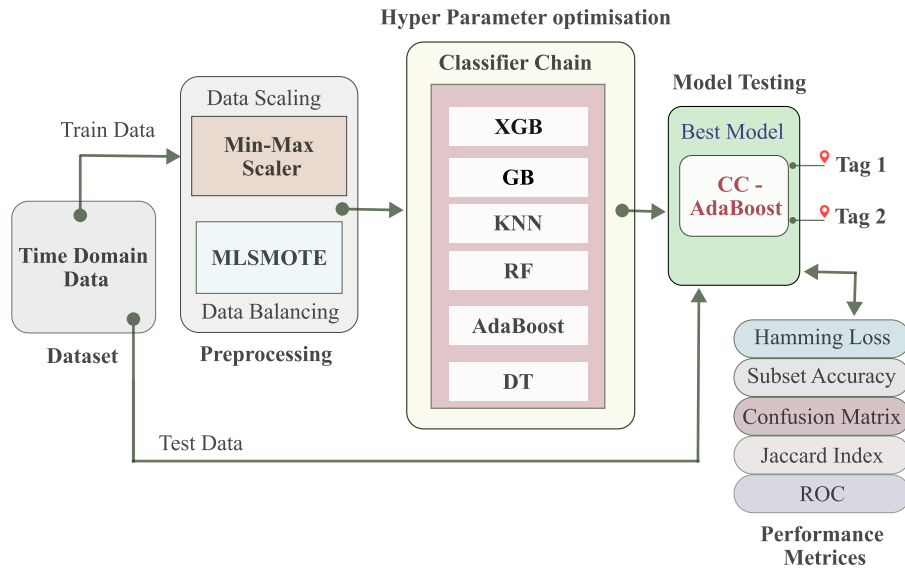 Hyper Parameter optimisation
Classifier Chain
XGB
GB
KNN
RF
AdaBoost
DT
Data Scaling
Min-Max
Scaler
MLSMOTE
Data Balancing
Preprocessing
Train Data
Time Domain
Data
Dataset
Test Data
Model Testing
Best Model
CC -
AdaBoost
Tag 1
Tag 2
Hamming Loss
Subset Accuracy
Confusion Matrix
Jaccard Index
ROC
Performance
Metrices